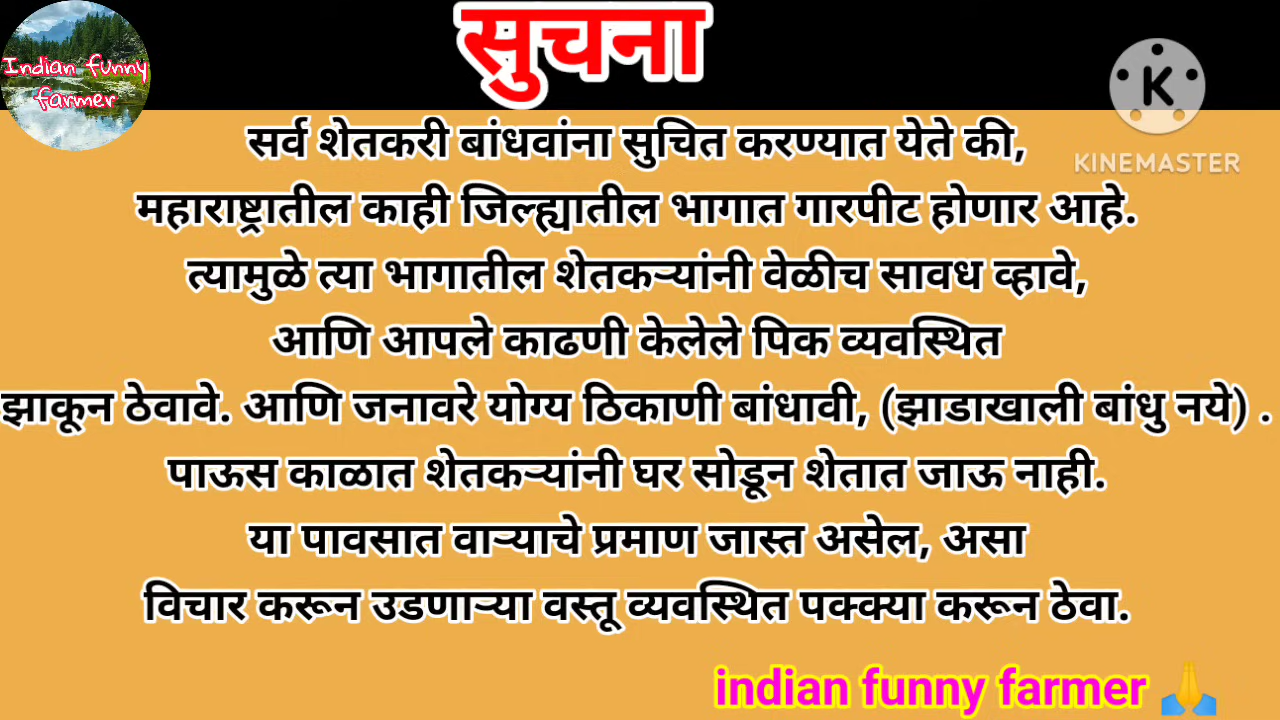 सुचना
Indian funny
farmer
K
KINEMASTER
सर्व शेतकरी बांधवांना सुचित करण्यात येते की,
महाराष्ट्रातील काही जिल्ह्यातील भागात गारपीट होणार आहे.
त्यामुळे त्या भागातील शेतकऱ्यांनी वेळीच सावध व्हावे,
आणि आपले काढणी केलेले पिक व्यवस्थित
झाकून ठेवावे. आणि जनावरे योग्य ठिकाणी बांधावी, (झाडाखाली बांधु नये) .
पाऊस काळात शेतकऱ्यांनी घर सोडून शेतात जाऊ नाही.
या पावसात वाऱ्याचे प्रमाण जास्त असेल, असा
विचार करून उडणाऱ्या वस्तू व्यवस्थित पक्क्या करून ठेवा.
indian funny farmer 🙏